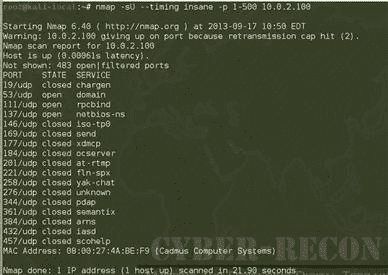 root@kali-local:~# nmap -sU --timing insane -p 1-500 10.0.2.100
Starting Nmap 6.40 ( http://nmap.org ) at 2013-09-17 10:50 EDT
Warning: 10.0.2.100 giving up on port because retransmission cap hit (2).
Nmap scan report for 10.0.2.100
Host is up (0.0006s latency).
Not shown: 483 open|filtered ports
PORT STATE SERVICE
19/udp closed chargen
53/udp open domain
111/udp open rpcbind
137/udp open netbios-ns
146/udp closed iso-tp0
169/udp closed send
177/udp closed xdmcp
184/udp closed ocserver
201/udp closed at-rtmp
221/udp closed fln-spx
258/udp closed yak-chat
276/udp closed unknown
344/udp closed pdap
361/udp closed semantix
384/udp closed arns
432/udp closed iasd
457/udp closed scohelp
MAC Address: 08:00:27:4A:BE:F9 (Cadmus Computer Systems)
CYBER RECON
Nmap done: 1 IP address (1 host up) scanned in 21.90 seconds